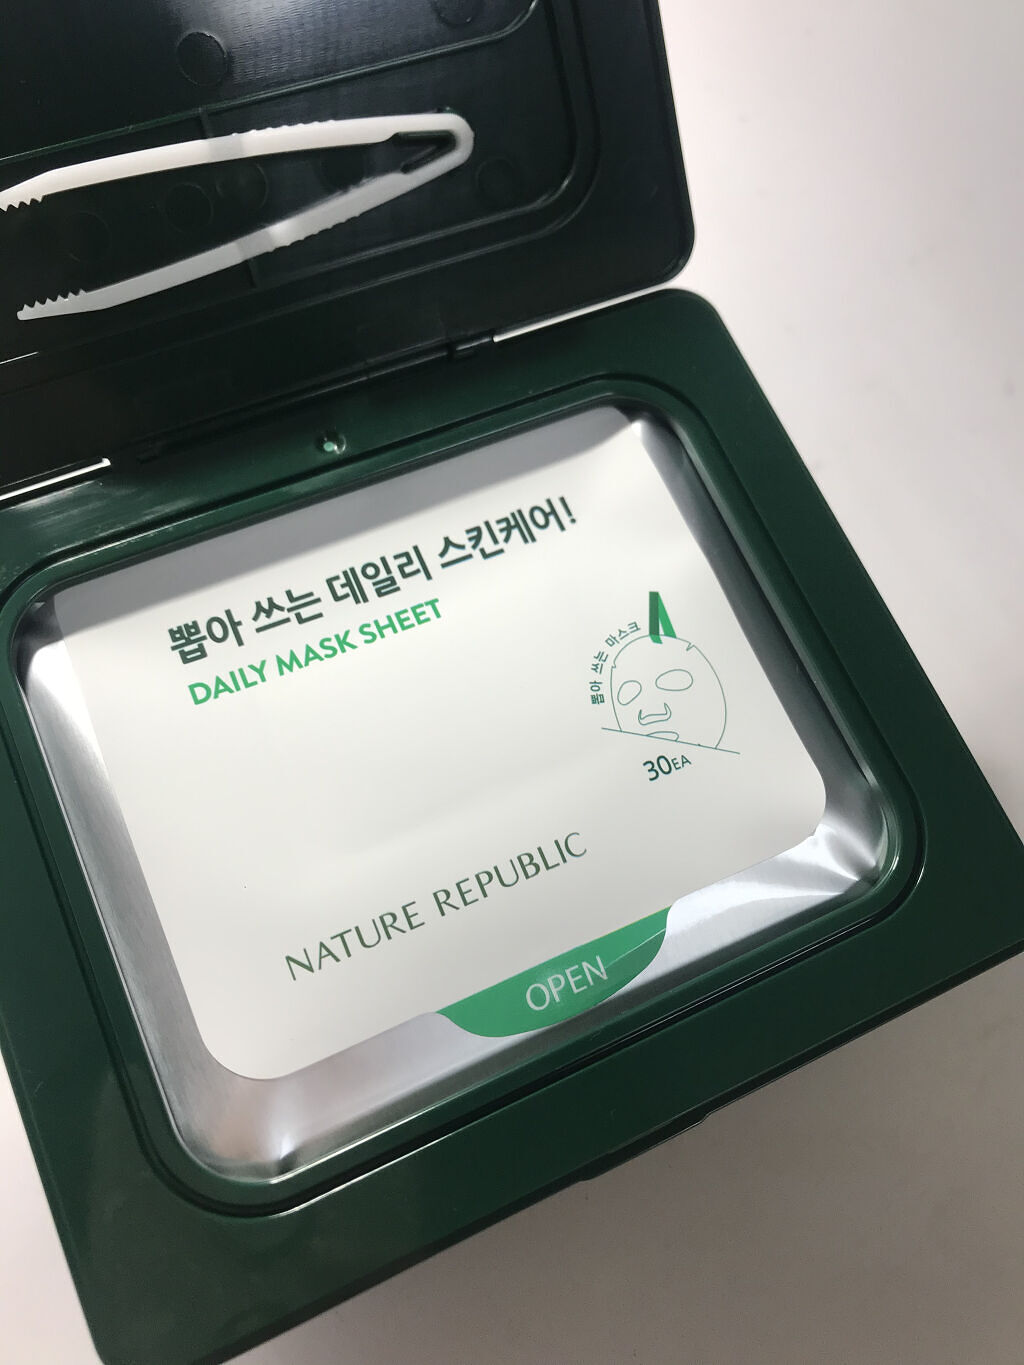 뽑아 쓰는 데일리 스킨케어!
DAILY MASK SHEET
뽑아 쓰는 마스크
30EA
NATURE REPUBLIC
OPEN